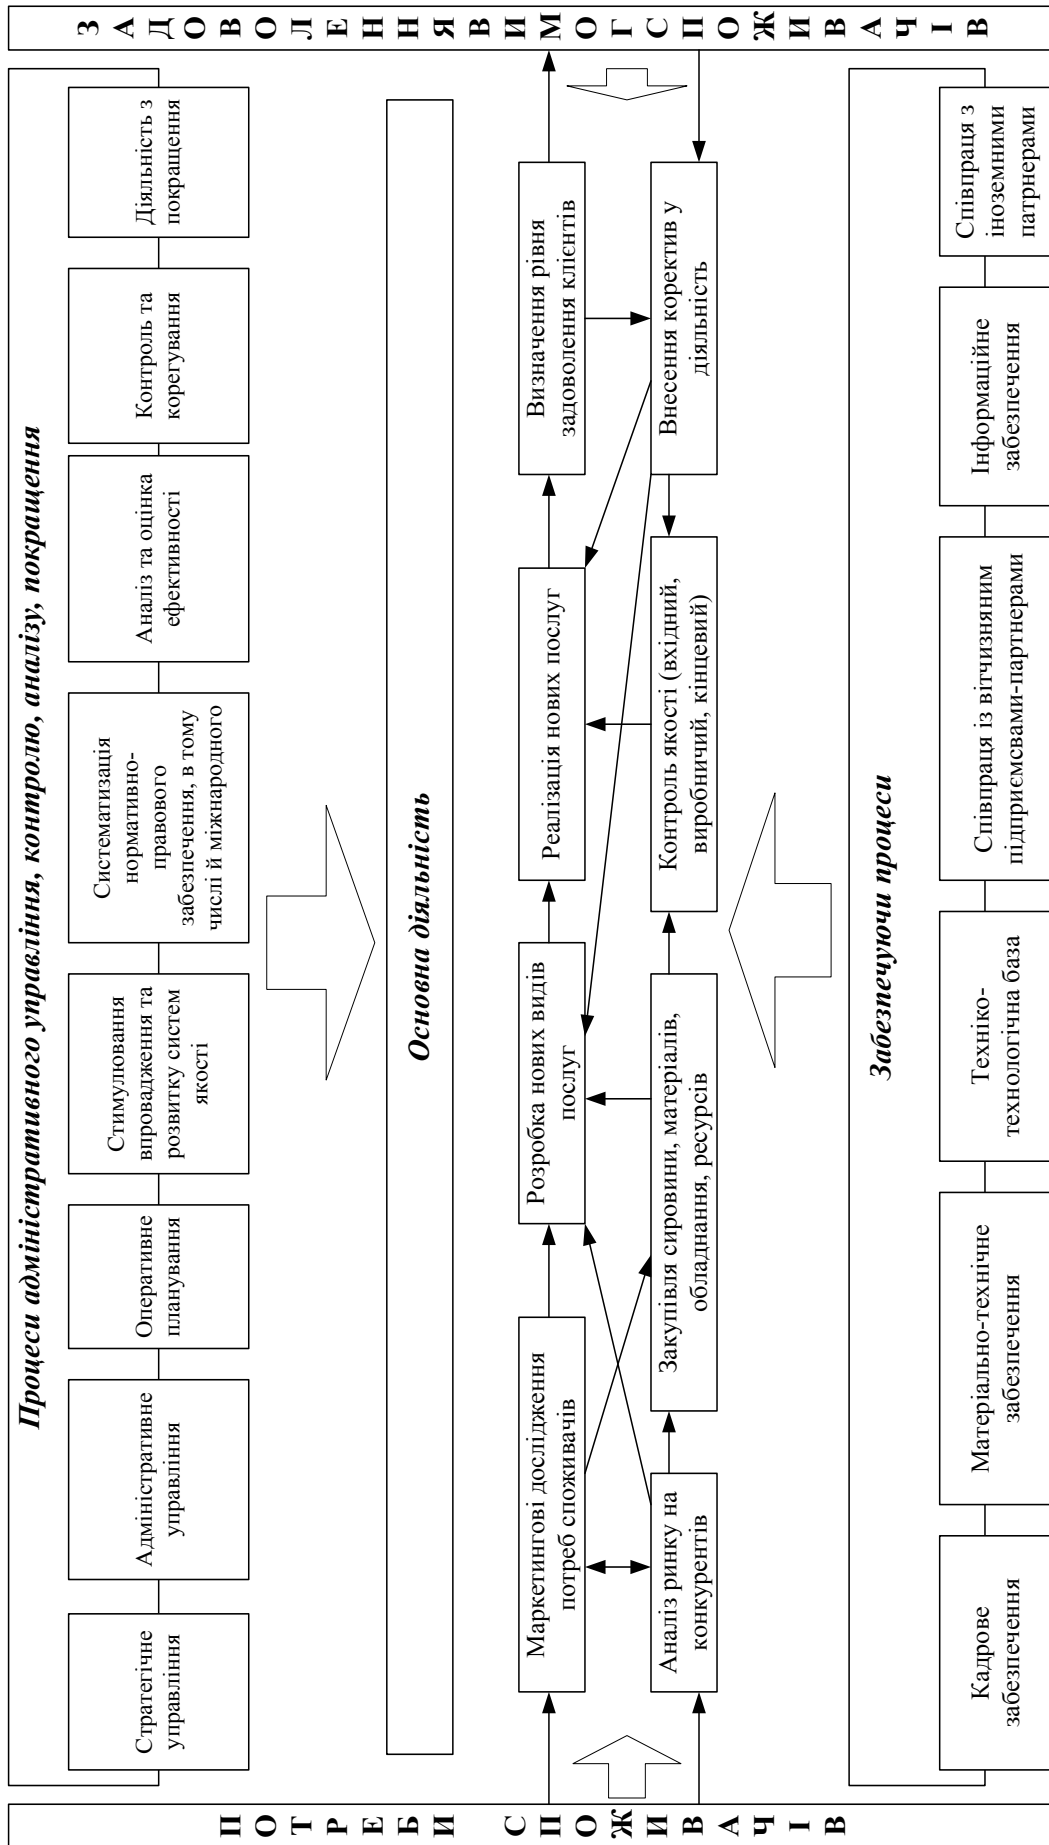 ПОТРЕБИ СПОЖИВАЧІВ
Процеси адміністративного управління, контролю, аналізу, покращення
Стратегічне
управління
Адміністративне
управління
Оперативне
планування
Стимулювання
впровадження та
розвитку систем
якості
Систематизація
нормативно-
правового
забезпечення, в тому
числі й міжнародного
Аналіз та оцінка
ефективності
Контроль та
корегування
Діяльність з
покращення
Основна діяльність
Маркетингові дослідження
потреб споживачів
Розробка нових видів
послуг
Реалізація нових послуг
Визначення рівня
задоволення клієнтів
Аналіз ринку на
конкурентів
Закупівля сировини, матеріалів,
обладнання, ресурсів
Контроль якості (вхідний,
виробничий, кінцевий)
Внесення коректив у
діяльність
Забезпечуючи процеси
Кадрове
забезпечення
Матеріально-технічне
забезпечення
Техніко-
технологічна база
Співпраця із вітчизняним
підприємсвами-партнерами
Інформаційне
забезпечення
Співпраця з
іноземними
патрнерами
ЗАДОВОЛЕННЯ ВИМОГ СПОЖИВАЧІВ